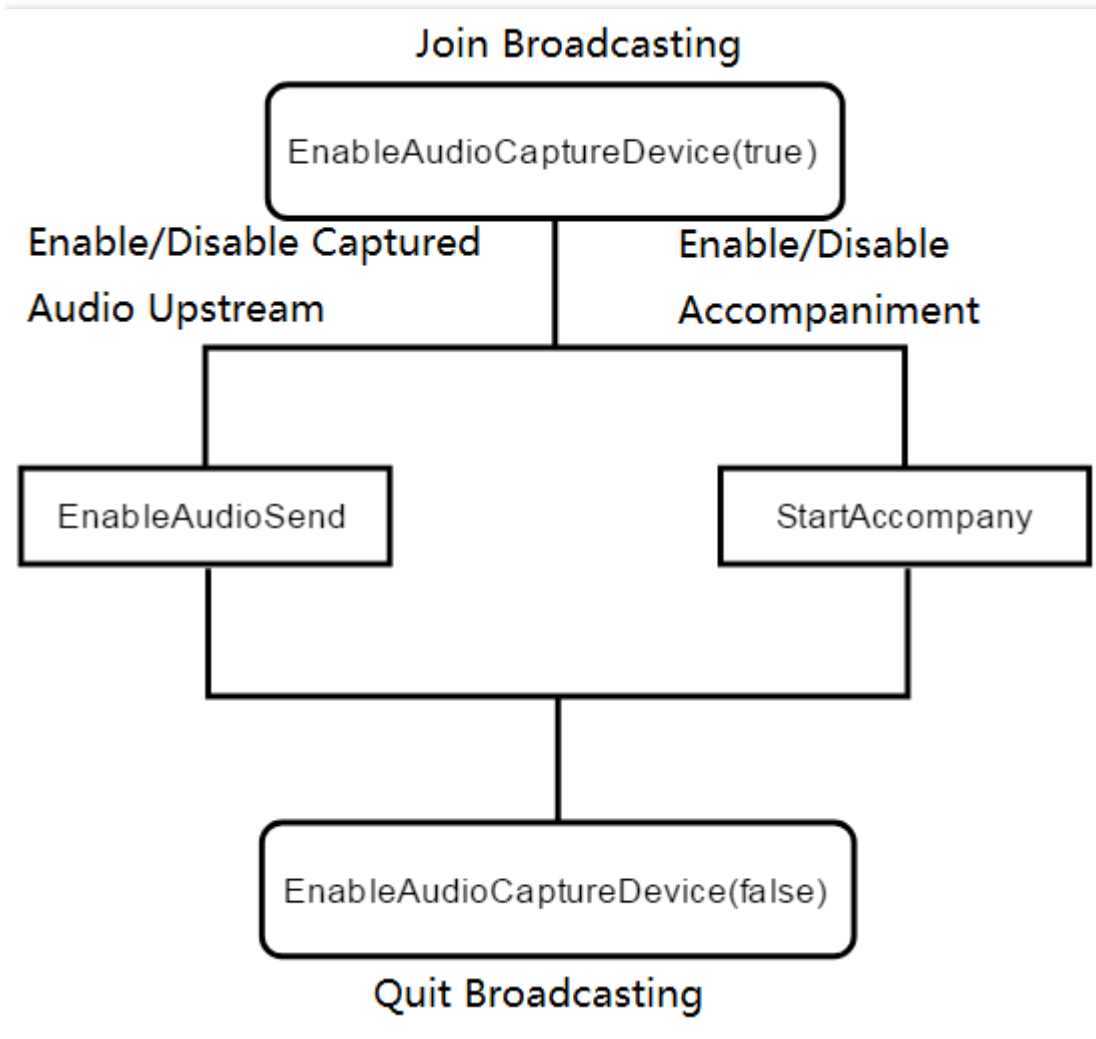 Join Broadcasting
EnableAudioCaptureDevice(true)
Enable/Disable Captured
Audio Upstream
Enable/Disable
Accompaniment
EnableAudioSend
StartAccompany
EnableAudioCaptureDevice(false)
Quit Broadcasting